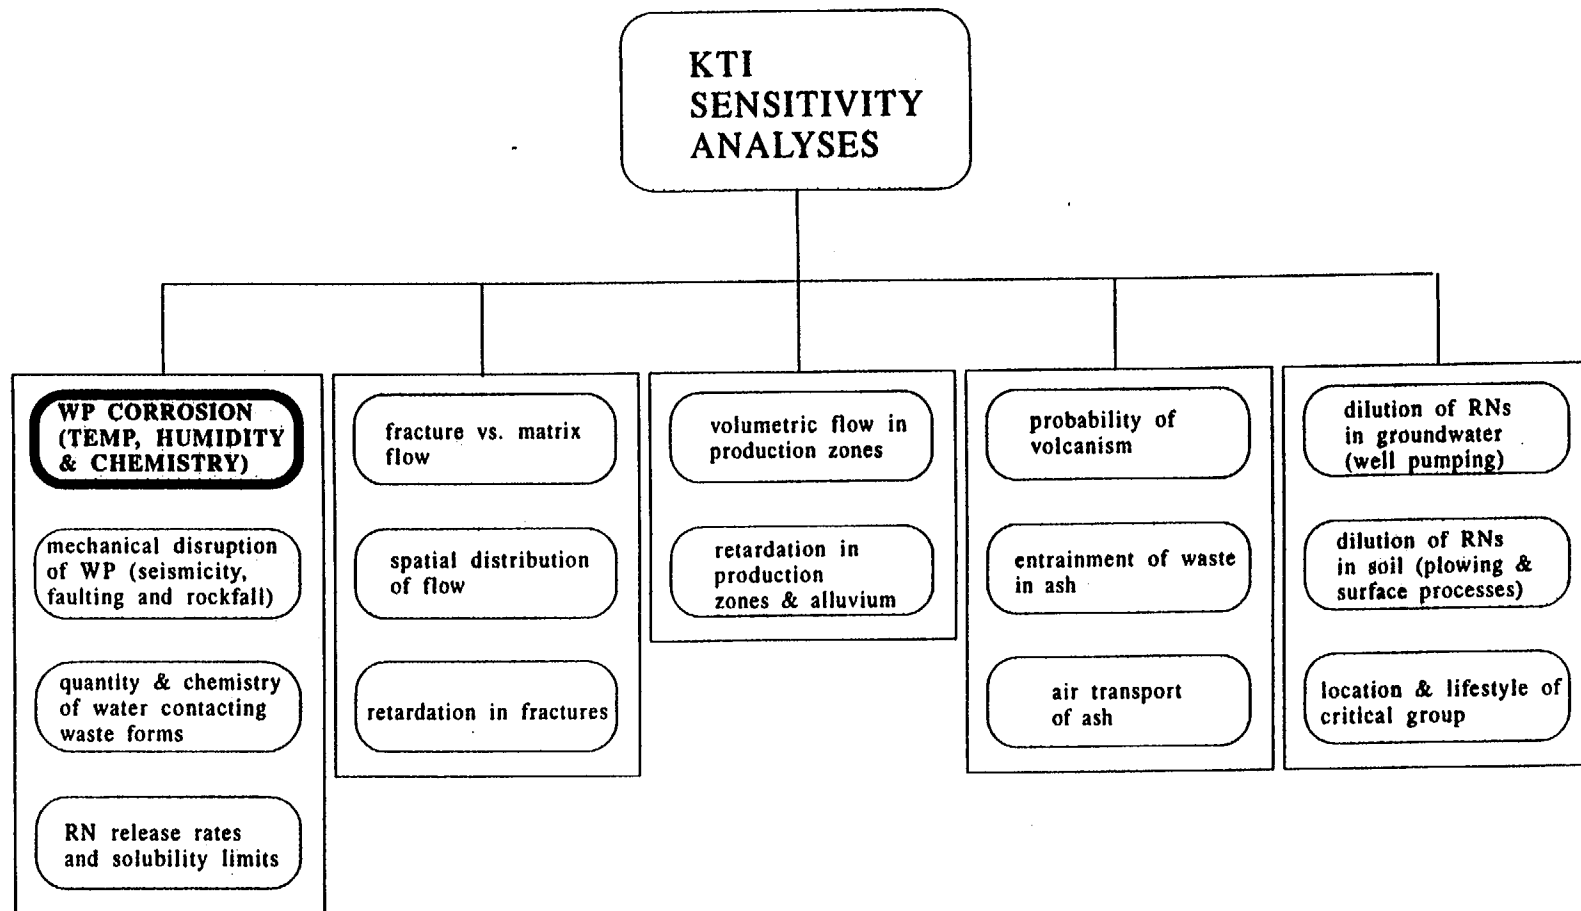 KTI
SENSITIVITY
ANALYSES
WP CORROSION
(TEMP, HUMIDITY
& CHEMISTRY)
mechanical disruption
of WP (seismicity,
faulting and rockfall)
quantity & chemistry
of water contacting
waste forms
RN release rates
and solubility limits
fracture vs. matrix
flow
spatial distribution
of flow
retardation in fractures
volumetric flow in
production zones
retardation in
production
zones & alluvium
probability of
volcanism
entrainment of waste
in ash
air transport
of ash
dilution of RNs
in groundwater
(well pumping)
dilution of RNs
in soil (plowing &
surface processes)
location & lifestyle of
critical group